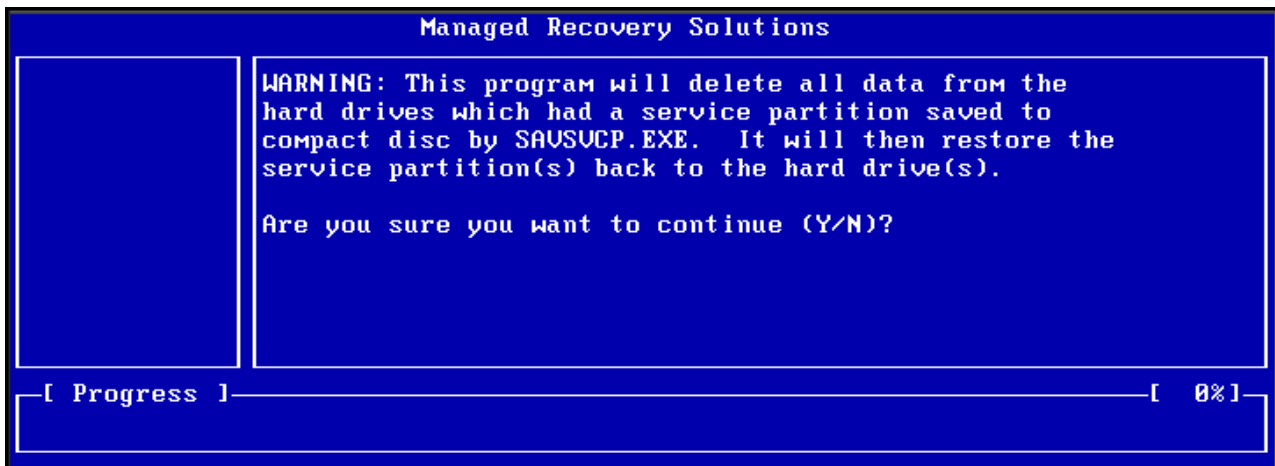 Managed Recovery Solutions
WARNING: This program will delete all data from the
hard drives which had a service partition saved to
compact disc by SAVSVCP.EXE.  It will then restore the
service partition(s) back to the hard drive(s).
Are you sure you want to continue (Y/N)?
[ Progress ] [ 0%]